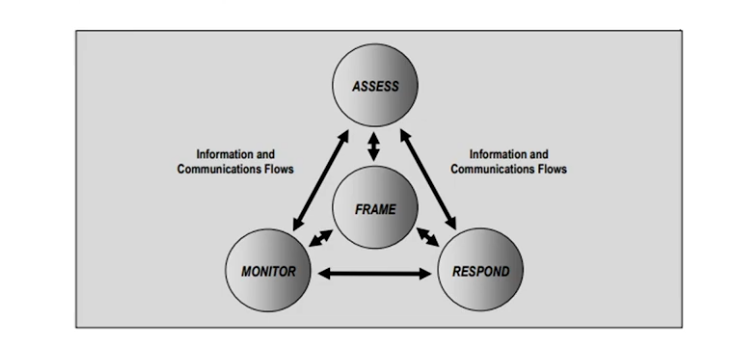 ASSESS
Information and
Communications Flows
Information and
Communications Flows
FRAME
MONITOR
RESPOND